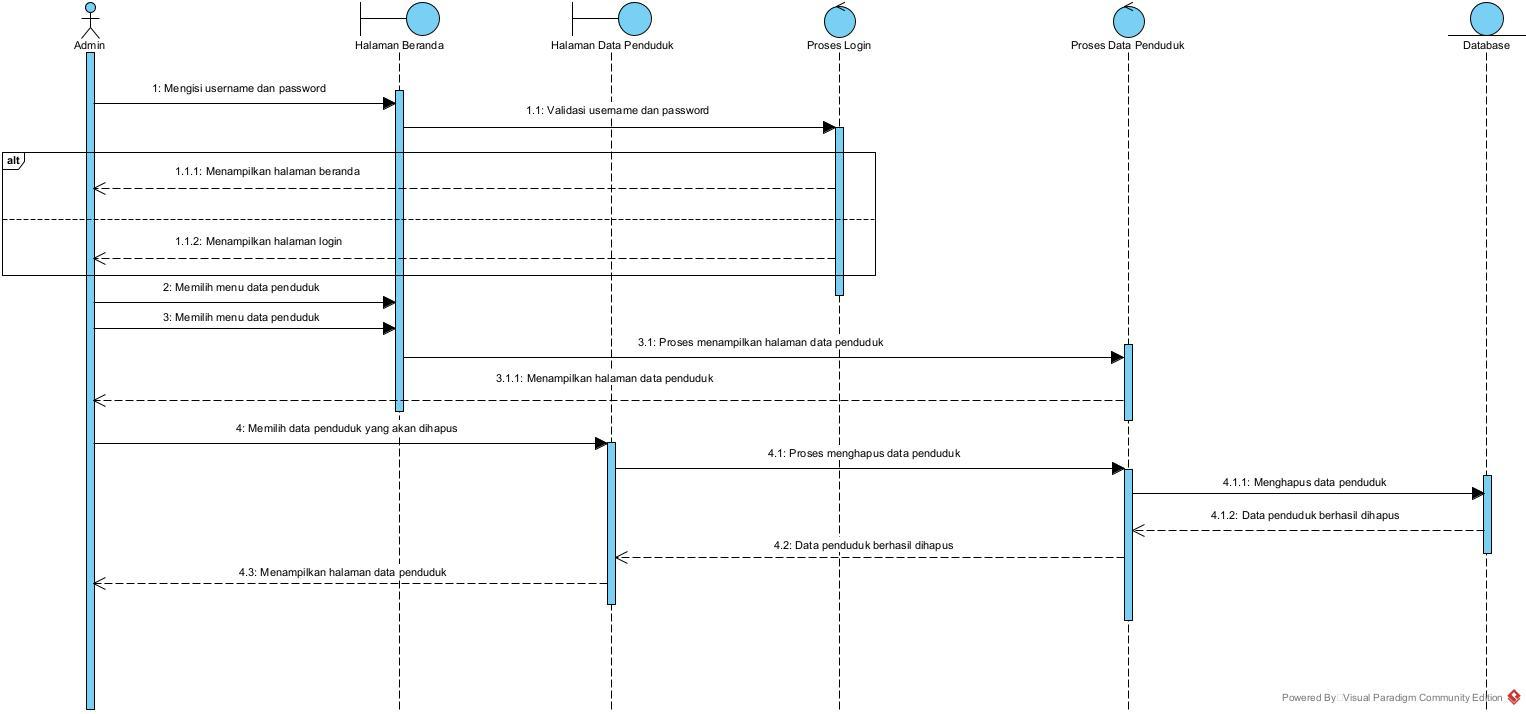 Admin
Halaman Beranda
Halaman Data Penduduk
Proses Login
Proses Data Penduduk
Database
1: Mengisi username dan password
1.1: Validasi username dan password
alt
1.1.1: Menampilkan halaman beranda
1.1.2: Menampilkan halaman login
2: Memilih menu data penduduk
3: Memilih menu data penduduk
3.1: Proses menampilkan halaman data penduduk
3.1.1: Menampilkan halaman data penduduk
4: Memilih data penduduk yang akan dihapus
4.1: Proses menghapus data penduduk
4.1.1: Menghapus data penduduk
4.1.2: Data penduduk berhasil dihapus
4.2: Data penduduk berhasil dihapus
4.3: Menampilkan halaman data penduduk
Powered By Visual Paradigm Community Edition